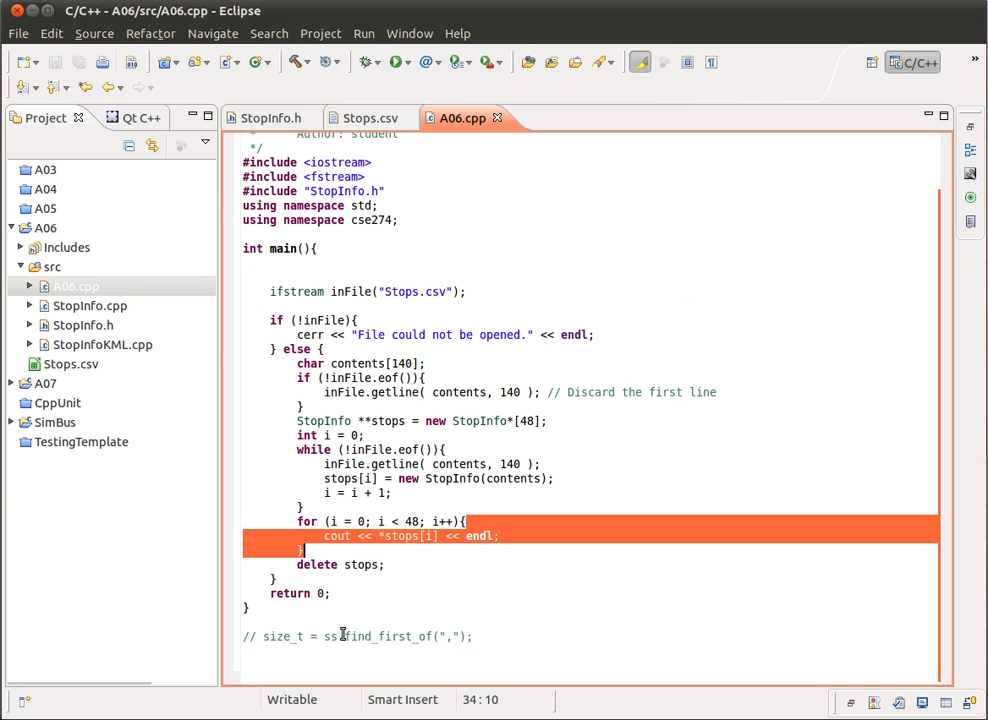 C/C++ - A06/src/A06.cpp - Eclipse
File Edit Source Refactor Navigate Search Project Run Window Help
C/C++ »
Project Qt C++
StopInfo.h Stops.csv A06.cpp
A03
A04
A05
A06
Includes
src
A06.cpp
StopInfo.cpp
StopInfo.h
StopInfoKML.cpp
Stops.csv
A07
CppUnit
SimBus
TestingTemplate
* Author: student
*/
#include <iostream>
#include <fstream>
#include "StopInfo.h"
using namespace std;
using namespace cse274;
int main(){
ifstream inFile("Stops.csv");
if (!inFile){
cerr << "File could not be opened." << endl;
} else {
char contents[140];
if (!inFile.eof()){
inFile.getline( contents, 140 ); // Discard the first line
}
StopInfo **stops = new StopInfo*[48];
int i = 0;
while (!inFile.eof()){
inFile.getline( contents, 140 );
stops[i] = new StopInfo(contents);
i = i + 1;
}
for (i = 0; i < 48; i++){
cout << *stops[i] << endl;
}
delete stops;
}
return 0;
}
// size_t = ss.find_first_of(",");
Writable Smart Insert 34 : 10